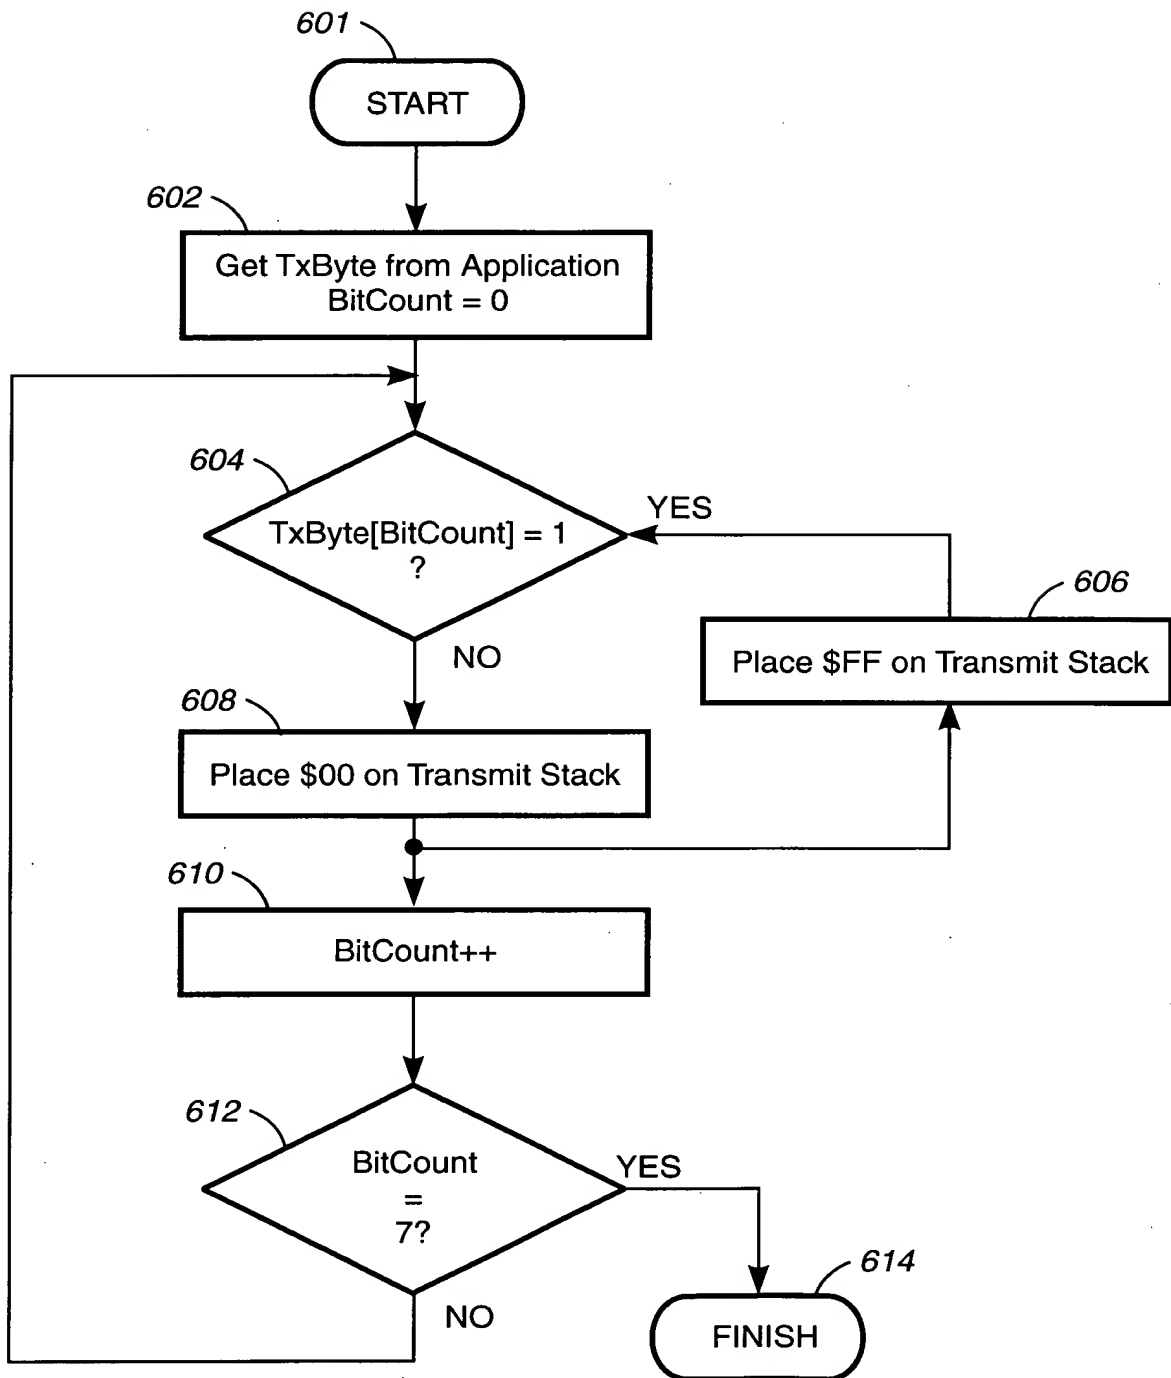 601
START
602
Get TxByte from Application
BitCount = 0
604
TxByte[BitCount] = 1
?
YES
606
Place $FF on Transmit Stack
NO
608
Place $00 on Transmit Stack
610
BitCount++
612
BitCount
=
7?
YES
614
FINISH
NO